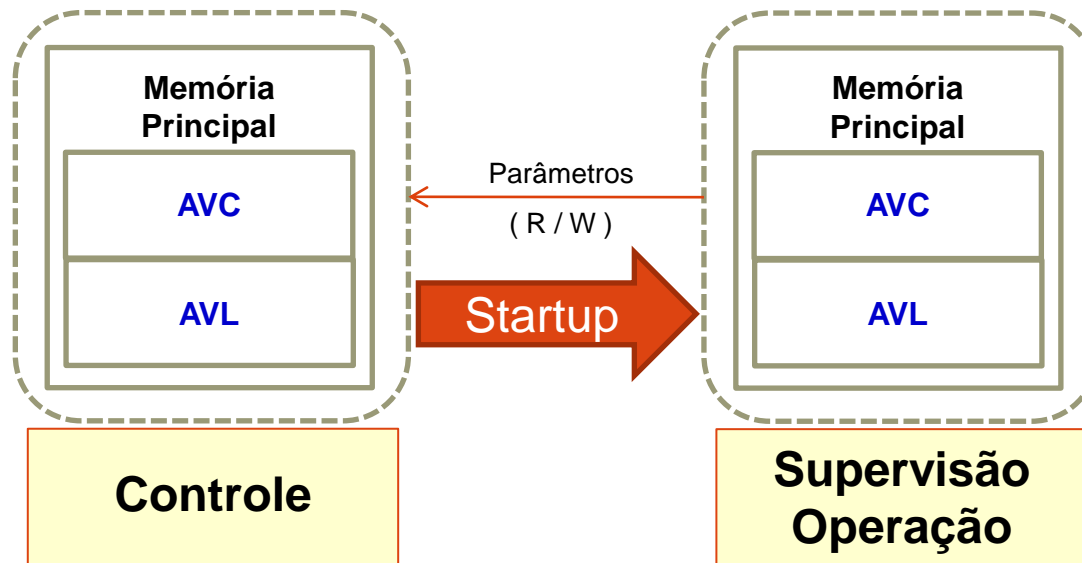 Memória
Principal
AVC
AVL
Parâmetros
( R / W )
Startup
Memória
Principal
AVC
AVL
Controle
Supervisão
Operação